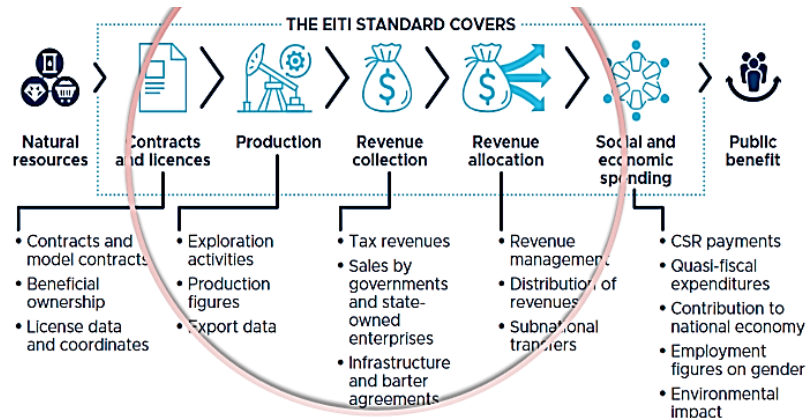 THE EITI STANDARD COVERS
Natural
resources
Contracts
and licences
Production
Revenue
collection
Revenue
allocation
Social and
economic
spending
Public
benefit
• Contracts and
model contracts
• Beneficial
ownership
• License data
and coordinates
• Exploration
activities
• Production
figures
• Export data
• Tax revenues
• Sales by
governments
and state-
owned
enterprises
• Infrastructure
and barter
agreements
• Revenue
management
• Distribution of
revenues
• Subnational
transfers
• CSR payments
• Quasi-fiscal
expenditures
• Contribution to
national economy
• Employment
figures on gender
• Environmental
impact